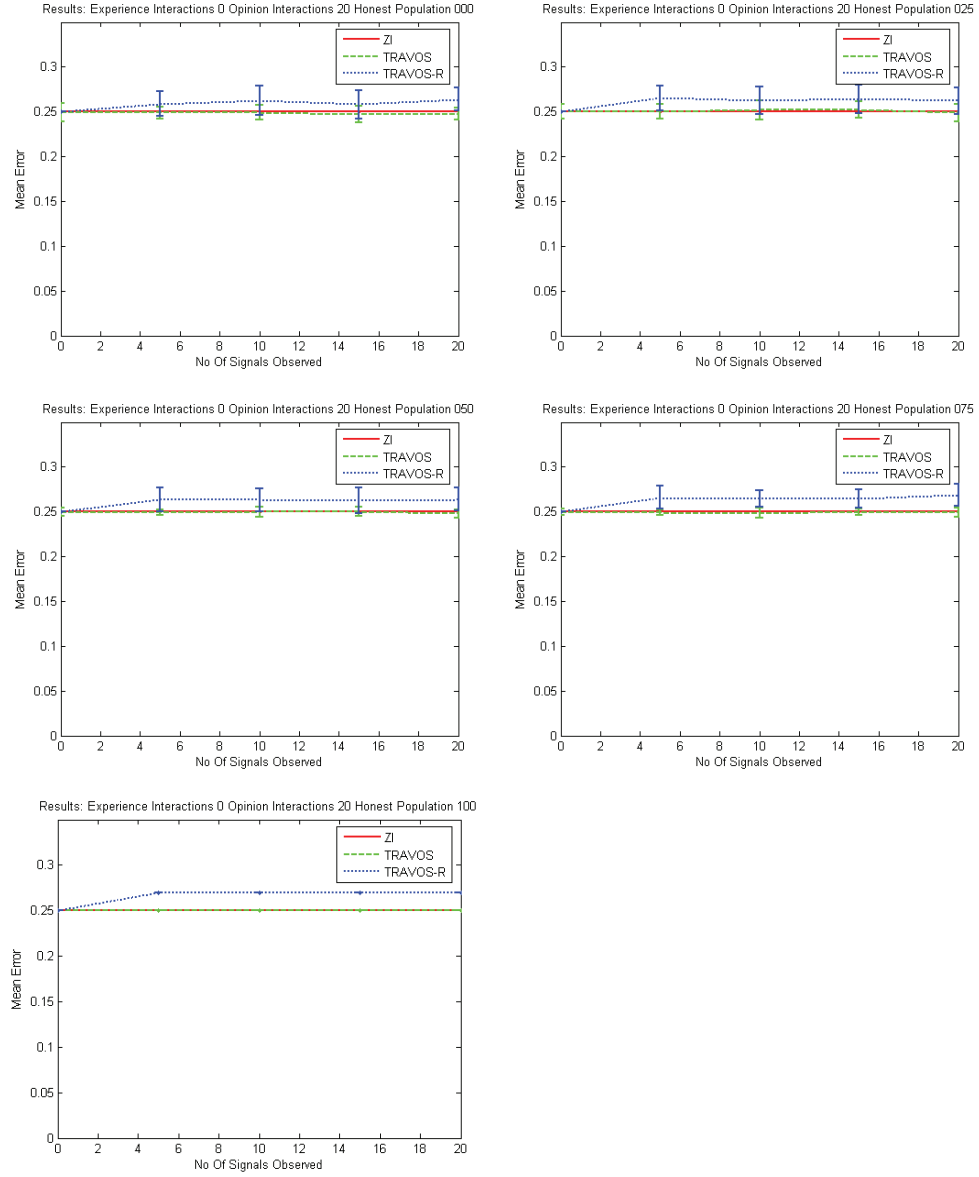 Results: Experience Interactions 0 Opinion Interactions 20 Honest Population 000
ZI
TRAVOS
TRAVOS-R
0.3
0.25
0.2
0.15
0.1
0.05
0
Mean Error
0 2 4 6 8 10 12 14 16 18 20
No Of Signals Observed
Results: Experience Interactions 0 Opinion Interactions 20 Honest Population 025
ZI
TRAVOS
TRAVOS-R
0.3
0.25
0.2
0.15
0.1
0.05
0
Mean Error
0 2 4 6 8 10 12 14 16 18 20
No Of Signals Observed
Results: Experience Interactions 0 Opinion Interactions 20 Honest Population 050
ZI
TRAVOS
TRAVOS-R
0.3
0.25
0.2
0.15
0.1
0.05
0
Mean Error
0 2 4 6 8 10 12 14 16 18 20
No Of Signals Observed
Results: Experience Interactions 0 Opinion Interactions 20 Honest Population 075
ZI
TRAVOS
TRAVOS-R
0.3
0.25
0.2
0.15
0.1
0.05
0
Mean Error
0 2 4 6 8 10 12 14 16 18 20
No Of Signals Observed
Results: Experience Interactions 0 Opinion Interactions 20 Honest Population 100
ZI
TRAVOS
TRAVOS-R
0.3
0.25
0.2
0.15
0.1
0.05
0
Mean Error
0 2 4 6 8 10 12 14 16 18 20
No Of Signals Observed